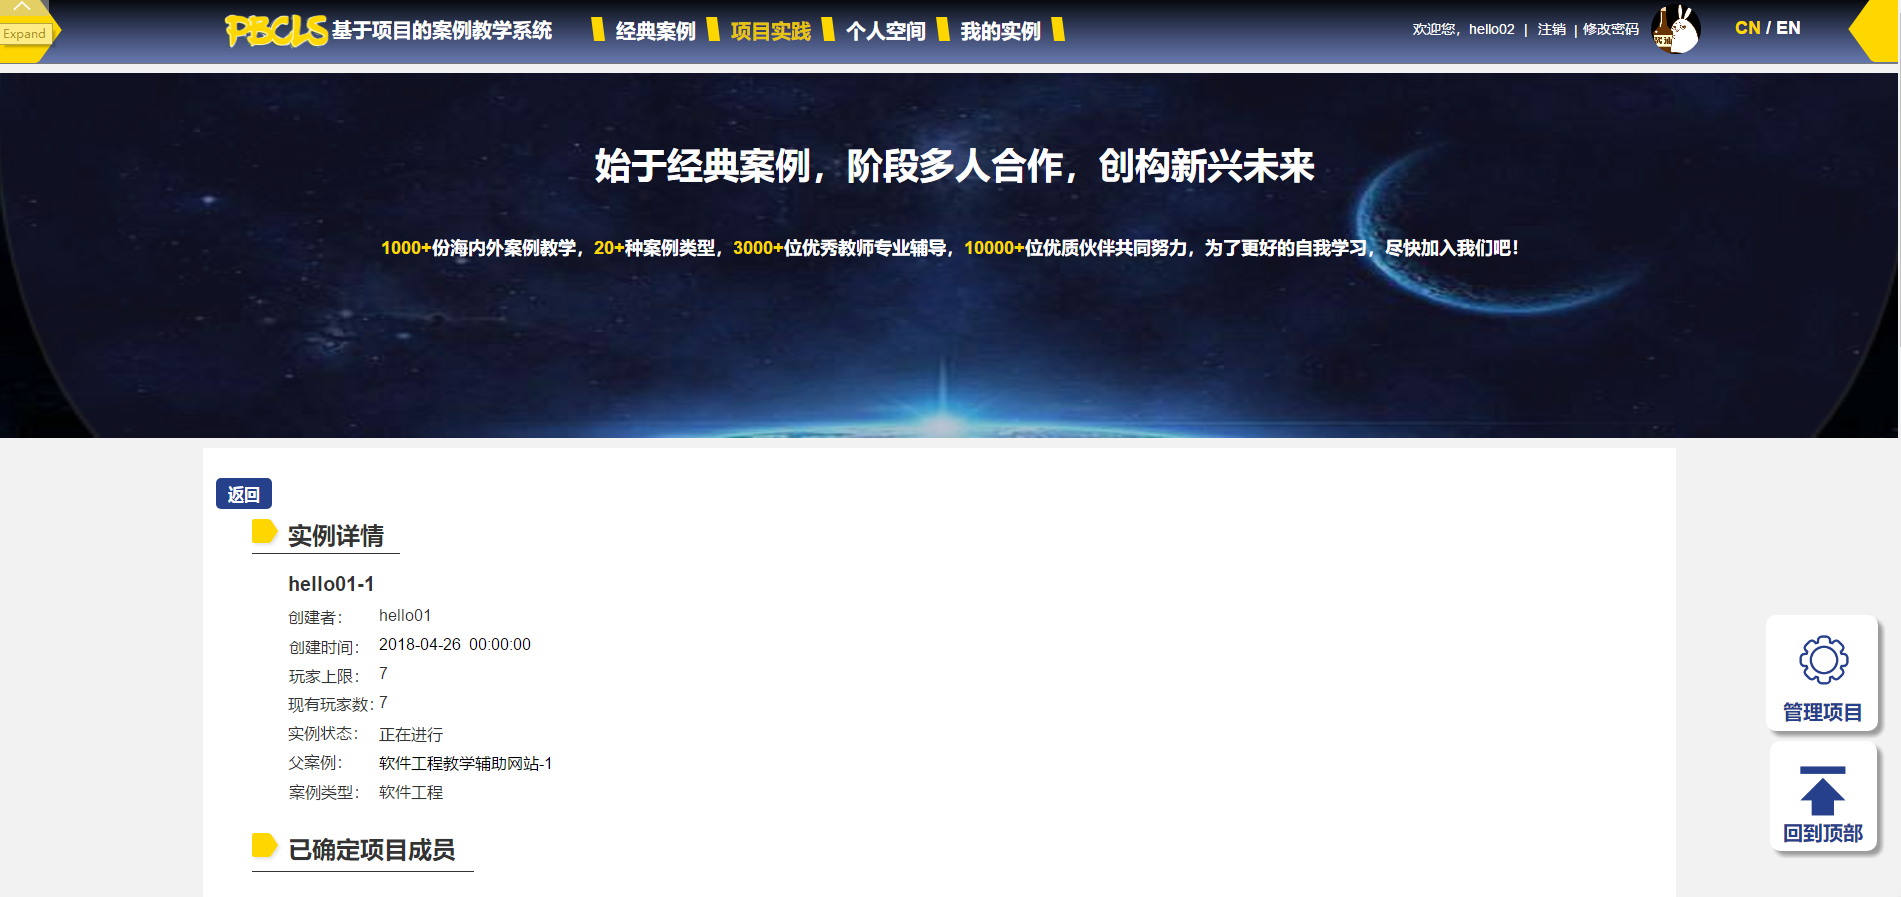 Expand
PBCLS 基于项目的案例教学系统 经典案例 项目实践 个人空间 我的实例 欢迎您，hello02 | 注销 | 修改密码 CN / EN
始于经典案例，阶段多人合作，创构新兴未来
1000+份海内外案例教学，20+种案例类型，3000+位优秀教师专业辅导，10000+位优质伙伴共同努力，为了更好的自我学习，尽快加入我们吧！
返回
实例详情
hello01-1
创建者： hello01
创建时间： 2018-04-26 00:00:00
玩家上限： 7
现有玩家数： 7
实例状态： 正在进行
父案例： 软件工程教学辅助网站-1
案例类型： 软件工程
已确定项目成员
管理项目
回到顶部